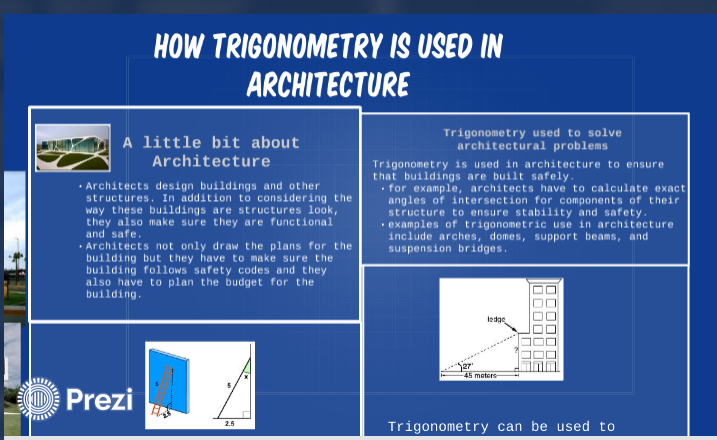 HOW TRIGONOMETRY IS USED IN
ARCHITECTURE
A little bit about
Architecture
• Architects design buildings and other
structures. In addition to considering the
way these buildings are structures look,
they also make sure they are functional
and safe.
• Architects not only draw the plans for the
building but they have to make sure the
building follows safety codes and they
also have to plan the budget for the
building.
Trigonometry used to solve
architectural problems
Trigonometry is used in architecture to ensure
that buildings are built safely.
• for example, architects have to calculate exact
angles of intersection for components of their
structure to ensure stability and safety.
• examples of trigonometric use in architecture
include arches, domes, support beams, and
suspension bridges.
5
2.5
5
x
2.5
ledge
?
27°
45 meters
Trigonometry can be used to
Prezi